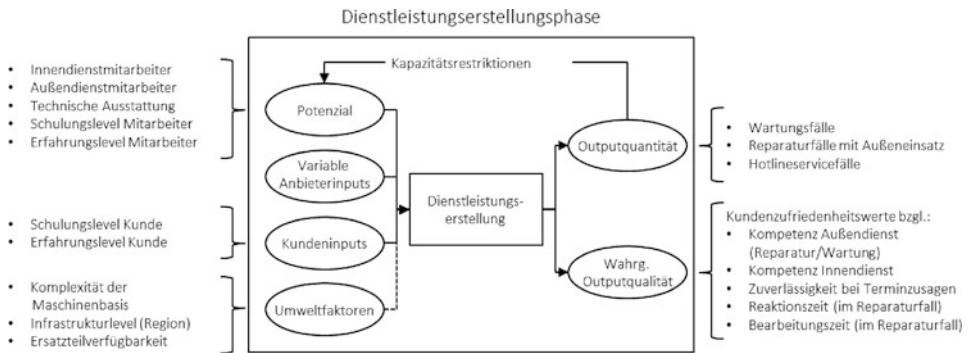 Dienstleistungserstellungsphase
• Innendienstmitarbeiter
• Außendienstmitarbeiter
• Technische Ausstattung
• Schulungslevel Mitarbeiter
• Erfahrungslevel Mitarbeiter
• Schulungslevel Kunde
• Erfahrungslevel Kunde
• Komplexität der
Maschinenbasis
• Infrastrukturlevel (Region)
• Ersatzteilverfügbarkeit
Kapazitätsrestriktionen
Potenzial
Variable
Anbieterinputs
Kundeninputs
Umweltfaktoren
Dienstleistungs-
erstellung
Outputquantität
Wahrg.
Outputqualität
• Wartungsfälle
• Reparaturfälle mit Außeneinsatz
• Hotlineservicefälle
Kundenzufriedenheitswerte bzgl.:
• Kompetenz Außendienst
(Reparatur/Wartung)
• Kompetenz Innendienst
• Zuverlässigkeit bei Terminzusagen
• Reaktionszeit (im Reparaturfall)
• Bearbeitungszeit (im Reparaturfall)